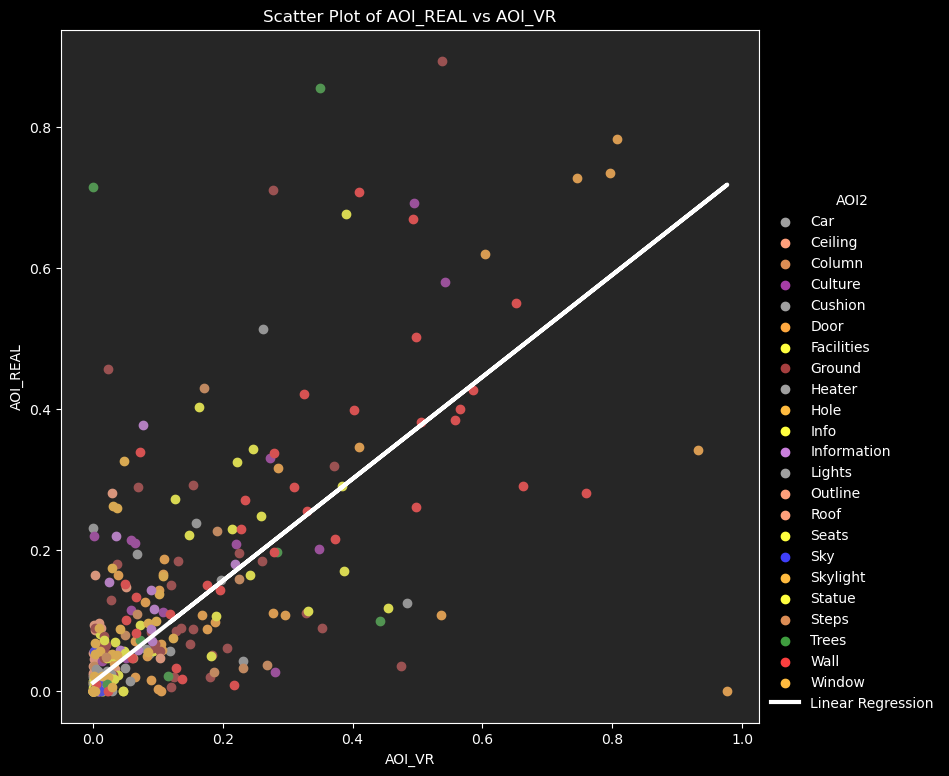 Scatter Plot of AOI_REAL vs AOI_VR
AOI_REAL
0.8
0.6
0.4
0.2
0.0
0.0 0.2 0.4 0.6 0.8 1.0
AOI_VR
AOI2
Car
Ceiling
Column
Culture
Cushion
Door
Facilities
Ground
Heater
Hole
Info
Information
Lights
Outline
Roof
Seats
Sky
Skylight
Statue
Steps
Trees
Wall
Window
Linear Regression